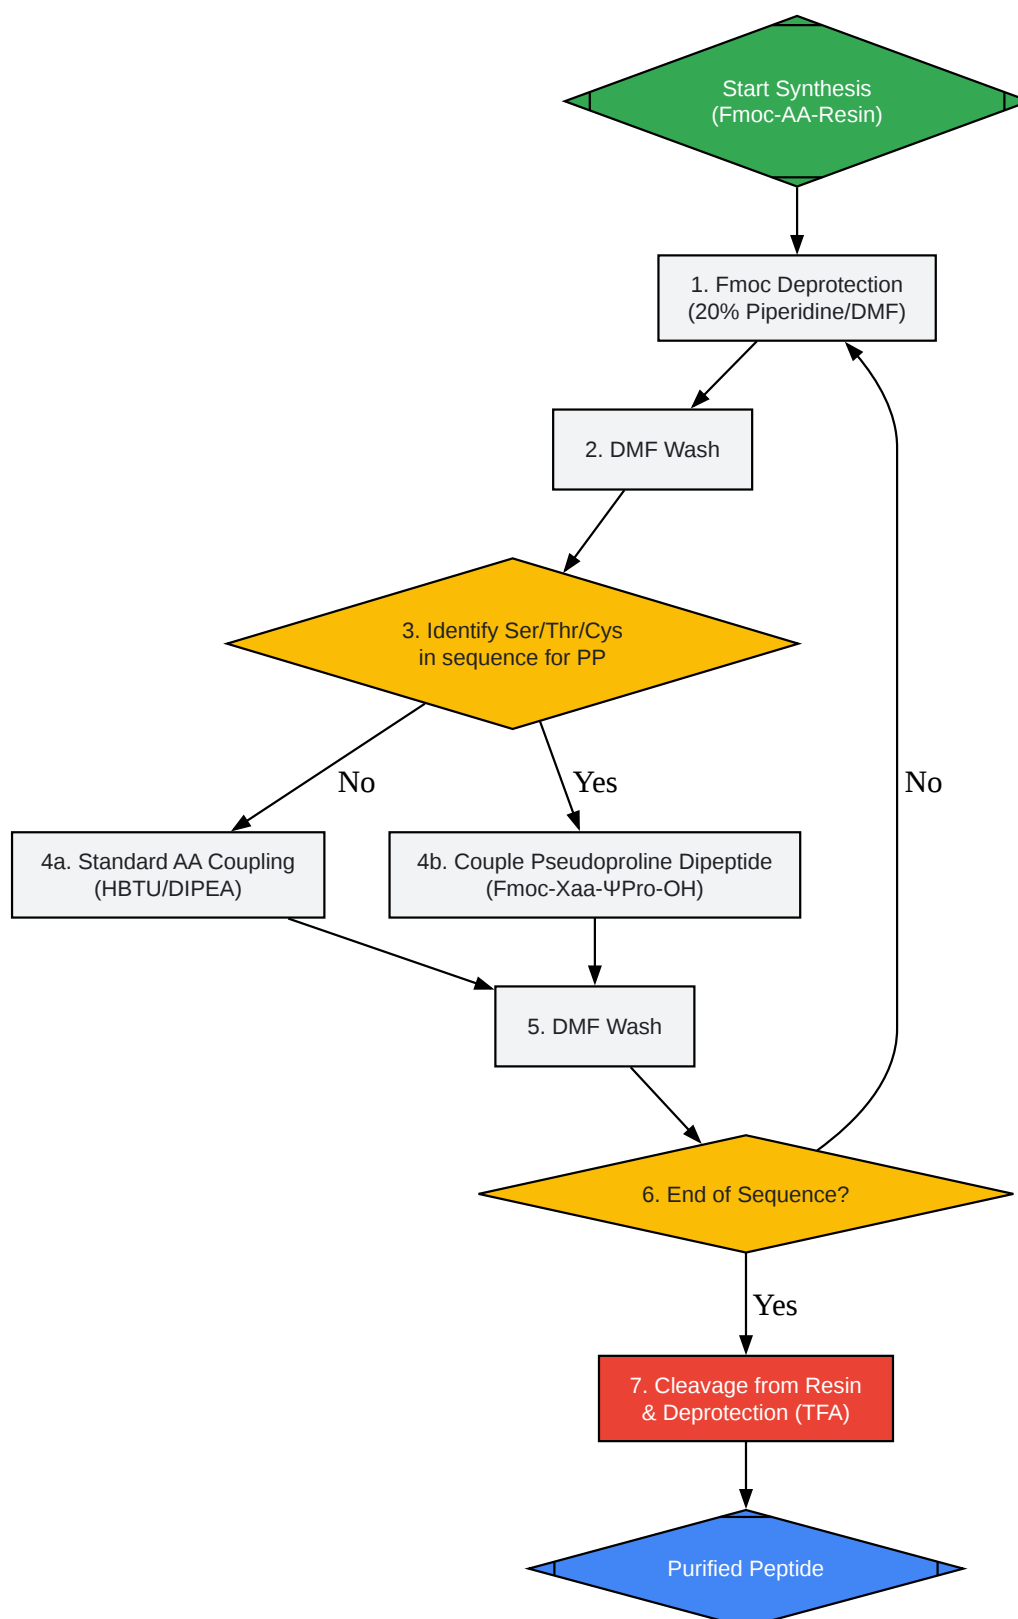 Start Synthesis
(Fmoc-AA-Resin)
1. Fmoc Deprotection
(20% Piperidine/DMF)
2. DMF Wash
3. Identify Ser/Thr/Cys
in sequence for PP
No
Yes
No
4a. Standard AA Coupling
(HBTU/DIPEA)
4b. Couple Pseudoproline Dipeptide
(Fmoc-Xaa-ΨPro-OH)
5. DMF Wash
6. End of Sequence?
Yes
7. Cleavage from Resin
& Deprotection (TFA)
Purified Peptide